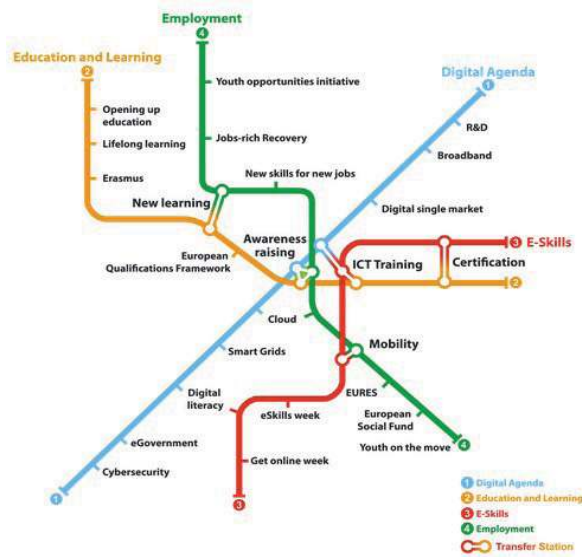 Employment
4
Education and Learning
2
Digital Agenda
1
Youth opportunities initiative
Opening up
education
R&D
Jobs-rich Recovery
Lifelong learning
Broadband
New skills for new jobs
Erasmus
New learning
Digital single market
Awareness
raising
3 E-Skills
European
Qualifications Framework
ICT Training
Certification
2
Cloud
Mobility
Smart Grids
EURES
Digital
literacy
eSkills week
European
Social Fund
eGovernment
Youth on the move
4
Get online week
Cybersecurity
1
3
1 Digital Agenda
2 Education and Learning
3 E-Skills
4 Employment
Transfer Station